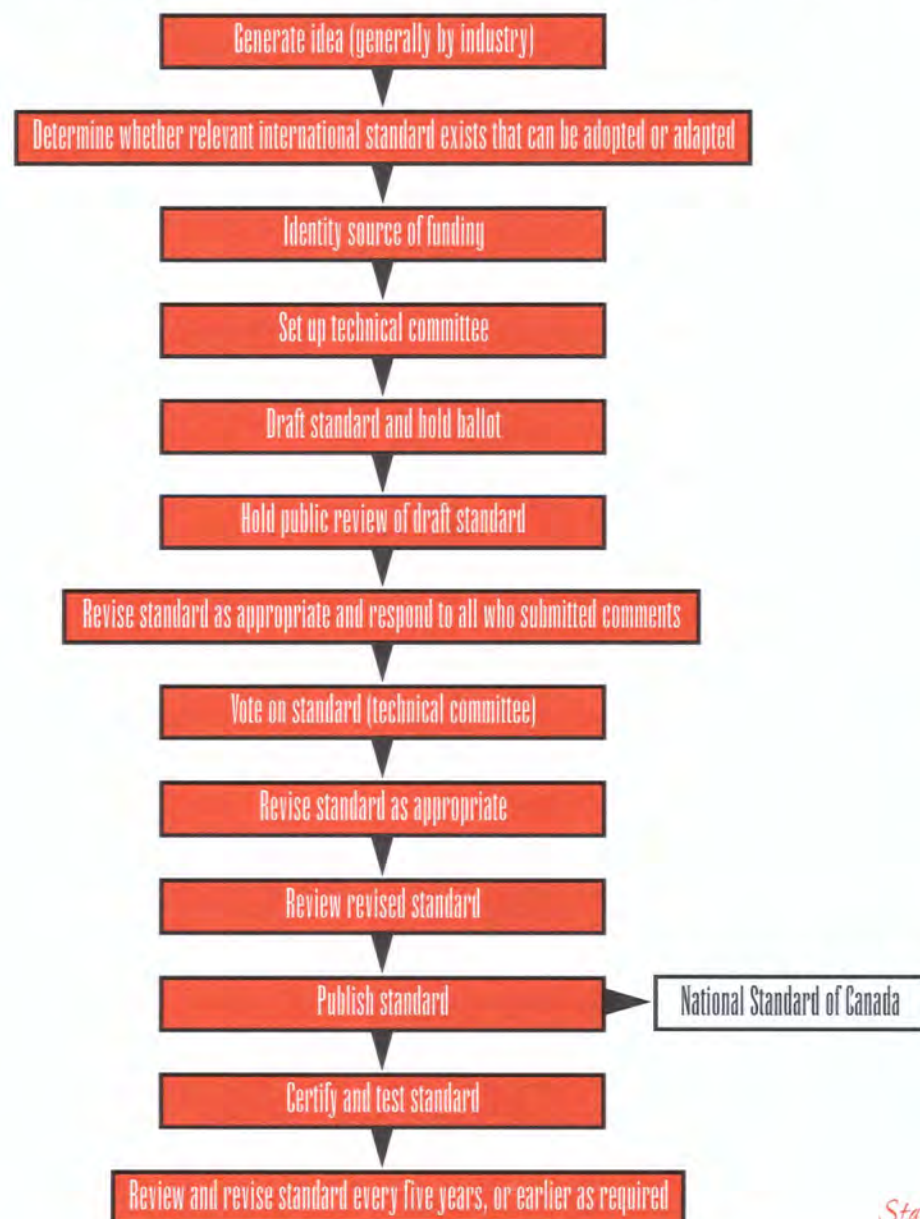 Generate idea (generally by industry)
Determine whether relevant international standard exists that can be adopted or adapted
Identity source of funding
Set up technical committee
Draft standard and hold ballot
Hold public review of draft standard
Revise standard as appropriate and respond to all who submitted comments
Vote on standard (technical committee)
Revise standard as appropriate
Review revised standard
Publish standard
National Standard of Canada
Certify and test standard
Review and revise standard every five years, or earlier as required